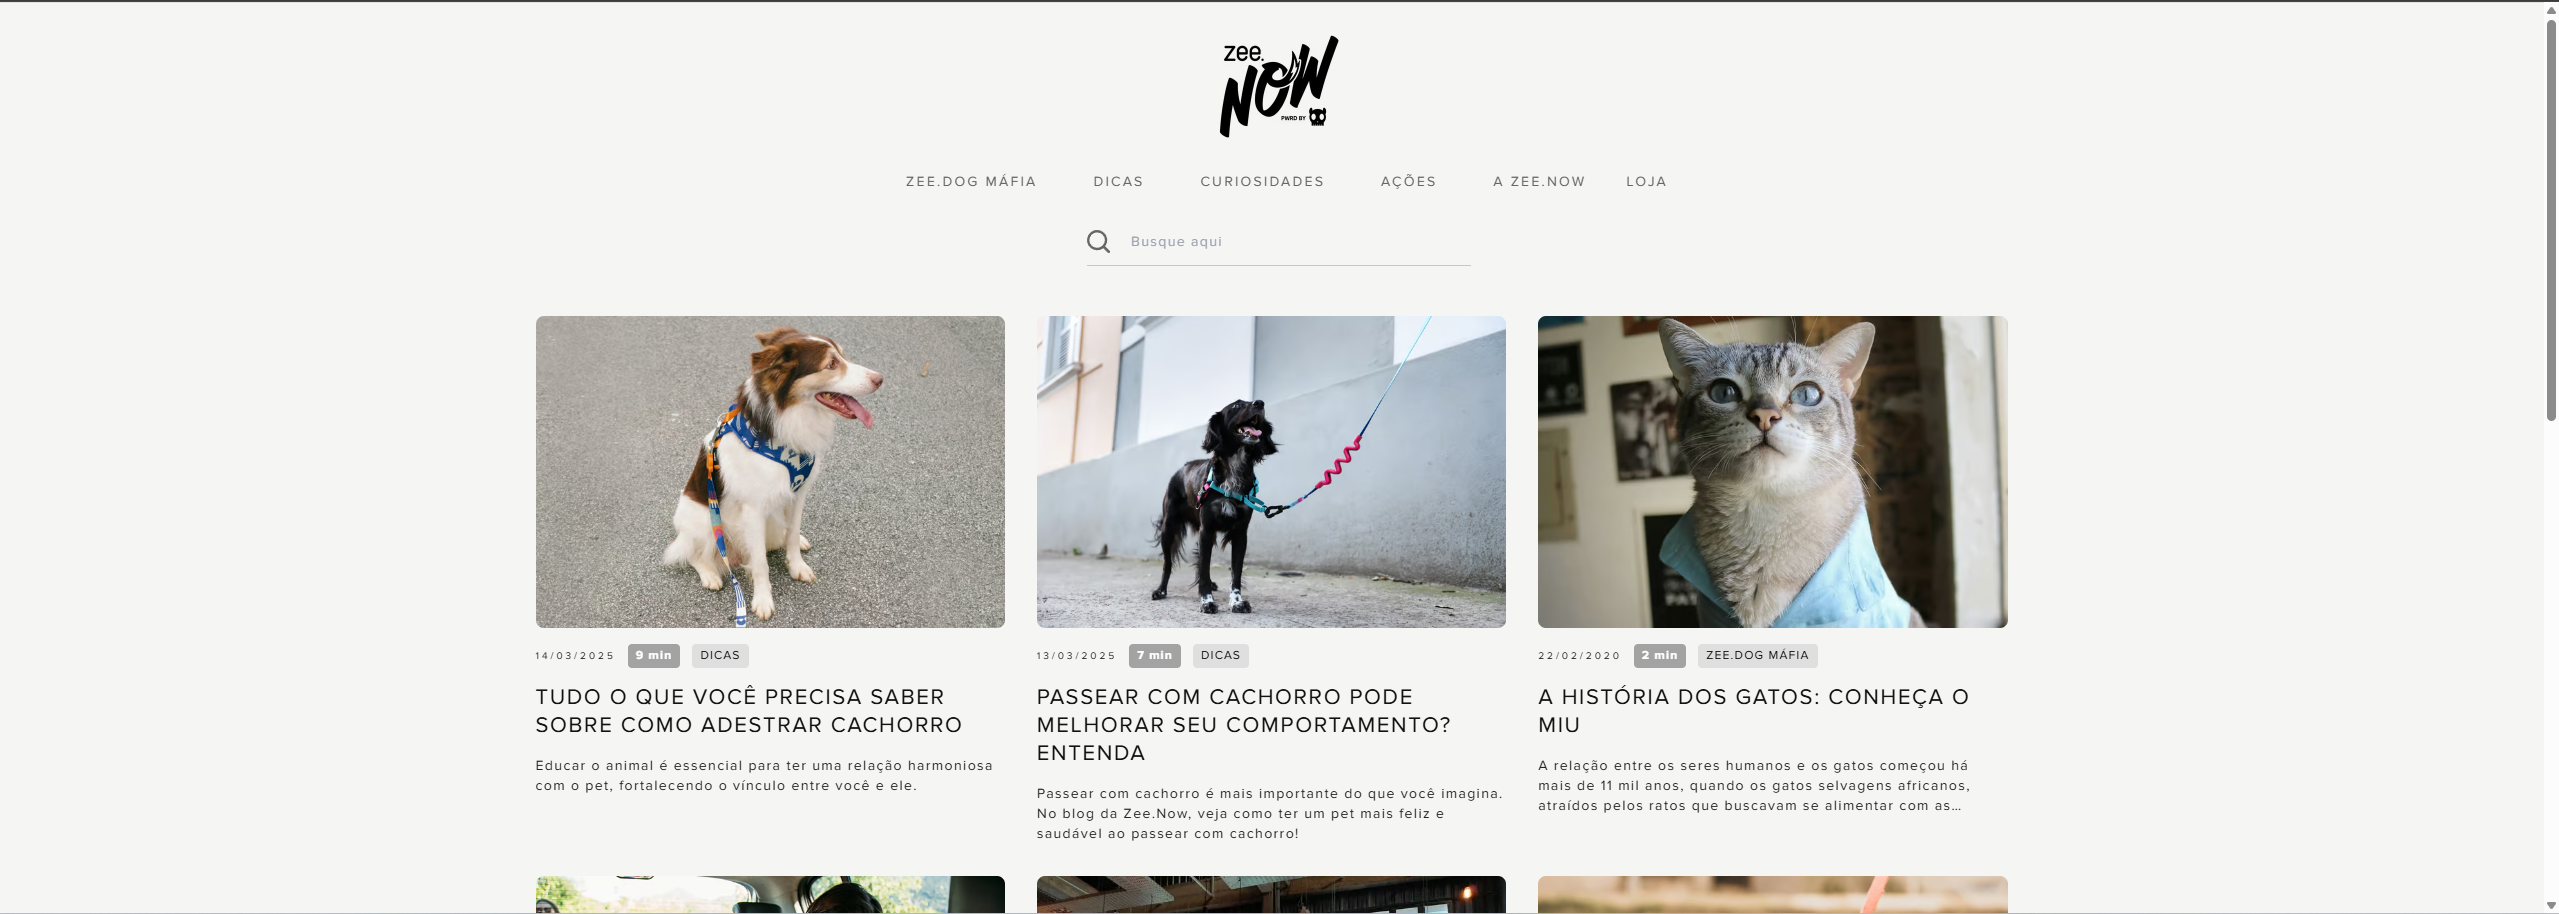 zee.
NOW
PWRD BY
ZEE.DOG MÁFIA DICAS CURIOSIDADES AÇÕES A ZEE.NOW LOJA
Busque aqui
14/03/2025 9 min DICAS
TUDO O QUE VOCÊ PRECISA SABER
SOBRE COMO ADESTRAR CACHORRO
Educar o animal é essencial para ter uma relação harmoniosa
com o pet, fortalecendo o vínculo entre você e ele.
13/03/2025 7 min DICAS
PASSEAR COM CACHORRO PODE
MELHORAR SEU COMPORTAMENTO?
ENTENDA
Passear com cachorro é mais importante do que você imagina.
No blog da Zee.Now, veja como ter um pet mais feliz e
saudável ao passear com cachorro!
22/02/2020 2 min ZEE.DOG MÁFIA
A HISTÓRIA DOS GATOS: CONHEÇA O
MIU
A relação entre os seres humanos e os gatos começou há
mais de 11 mil anos, quando os gatos selvagens africanos,
atraídos pelos ratos que buscavam se alimentar com as...